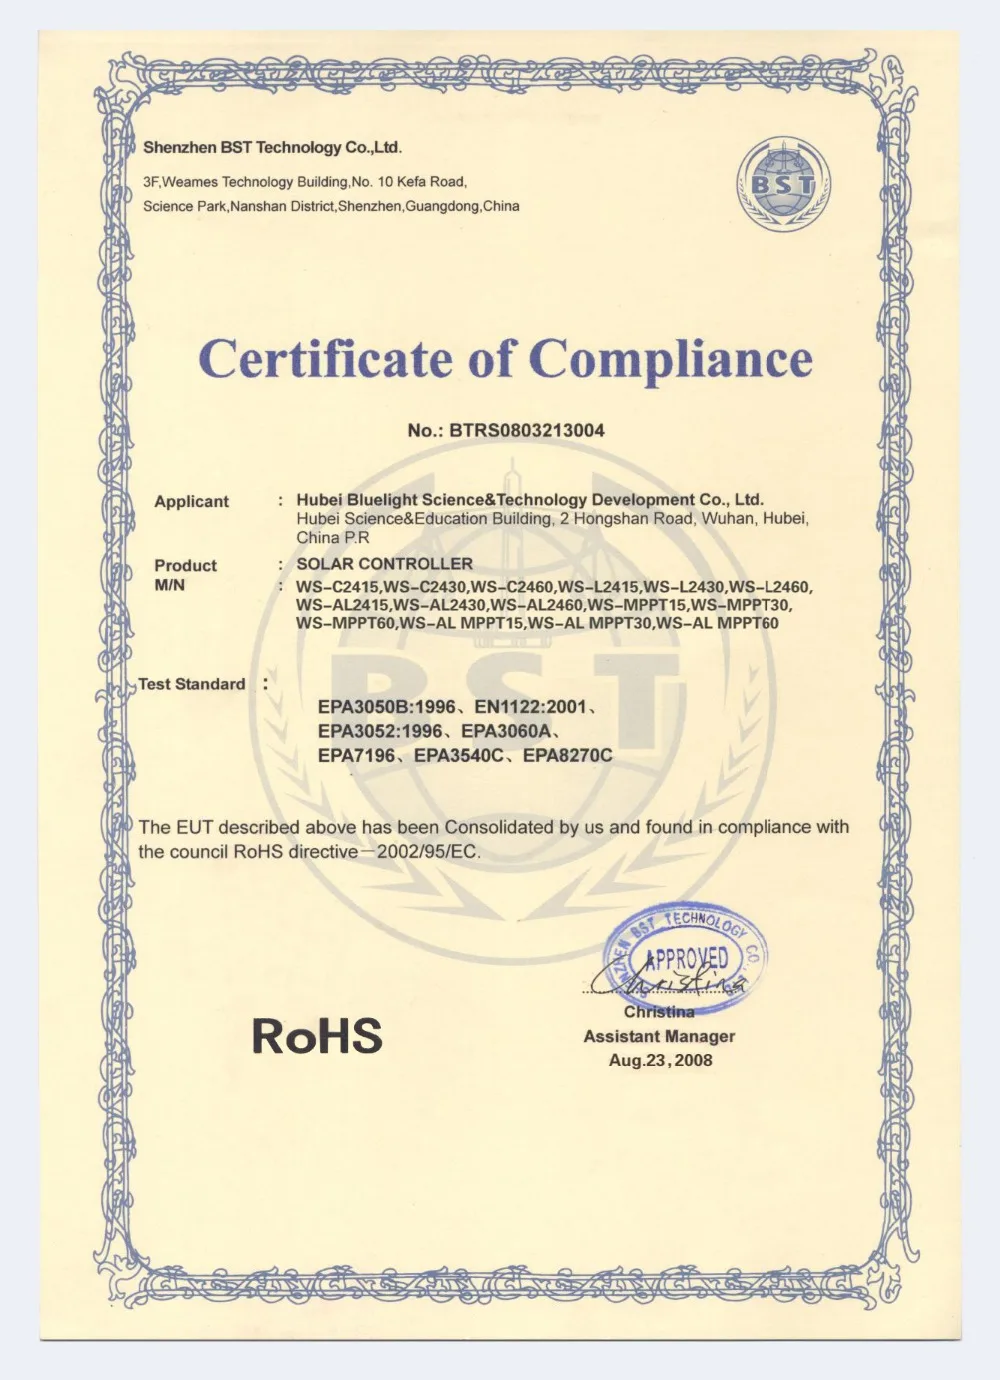 Shenzhen BST Technology Co.,Ltd.
3F,Weames Technology Building,No. 10 Kefa Road,
Science Park,Nanshan District,Shenzhen,Guangdong,China
BST
Certificate of Compliance
No.: BTRS0803213004
Applicant : Hubei Bluelight Science&Technology Development Co., Ltd.
Hubei Science&Education Building, 2 Hongshan Road, Wuhan, Hubei,
China P.R
Product : SOLAR CONTROLLER
M/N : WS-C2415,WS-C2430,WS-C2460,WS-L2415,WS-L2430,WS-L2460,
WS-AL2415,WS-AL2430,WS-AL2460,WS-MPPT15,WS-MPPT30,
WS-MPPT60,WS-AL MPPT15,WS-AL MPPT30,WS-AL MPPT60
BST
Test Standard :
EPA3050B:1996、EN1122:2001、
EPA3052:1996、EPA3060A、
EPA7196、EPA3540C、EPA8270C
The EUT described above has been Consolidated by us and found in compliance with
the council RoHS directive—2002/95/EC.
BST TECHNOLOGY CO.,
APPROVED
Christina
Christina
RoHS
Assistant Manager
Aug.23,2008